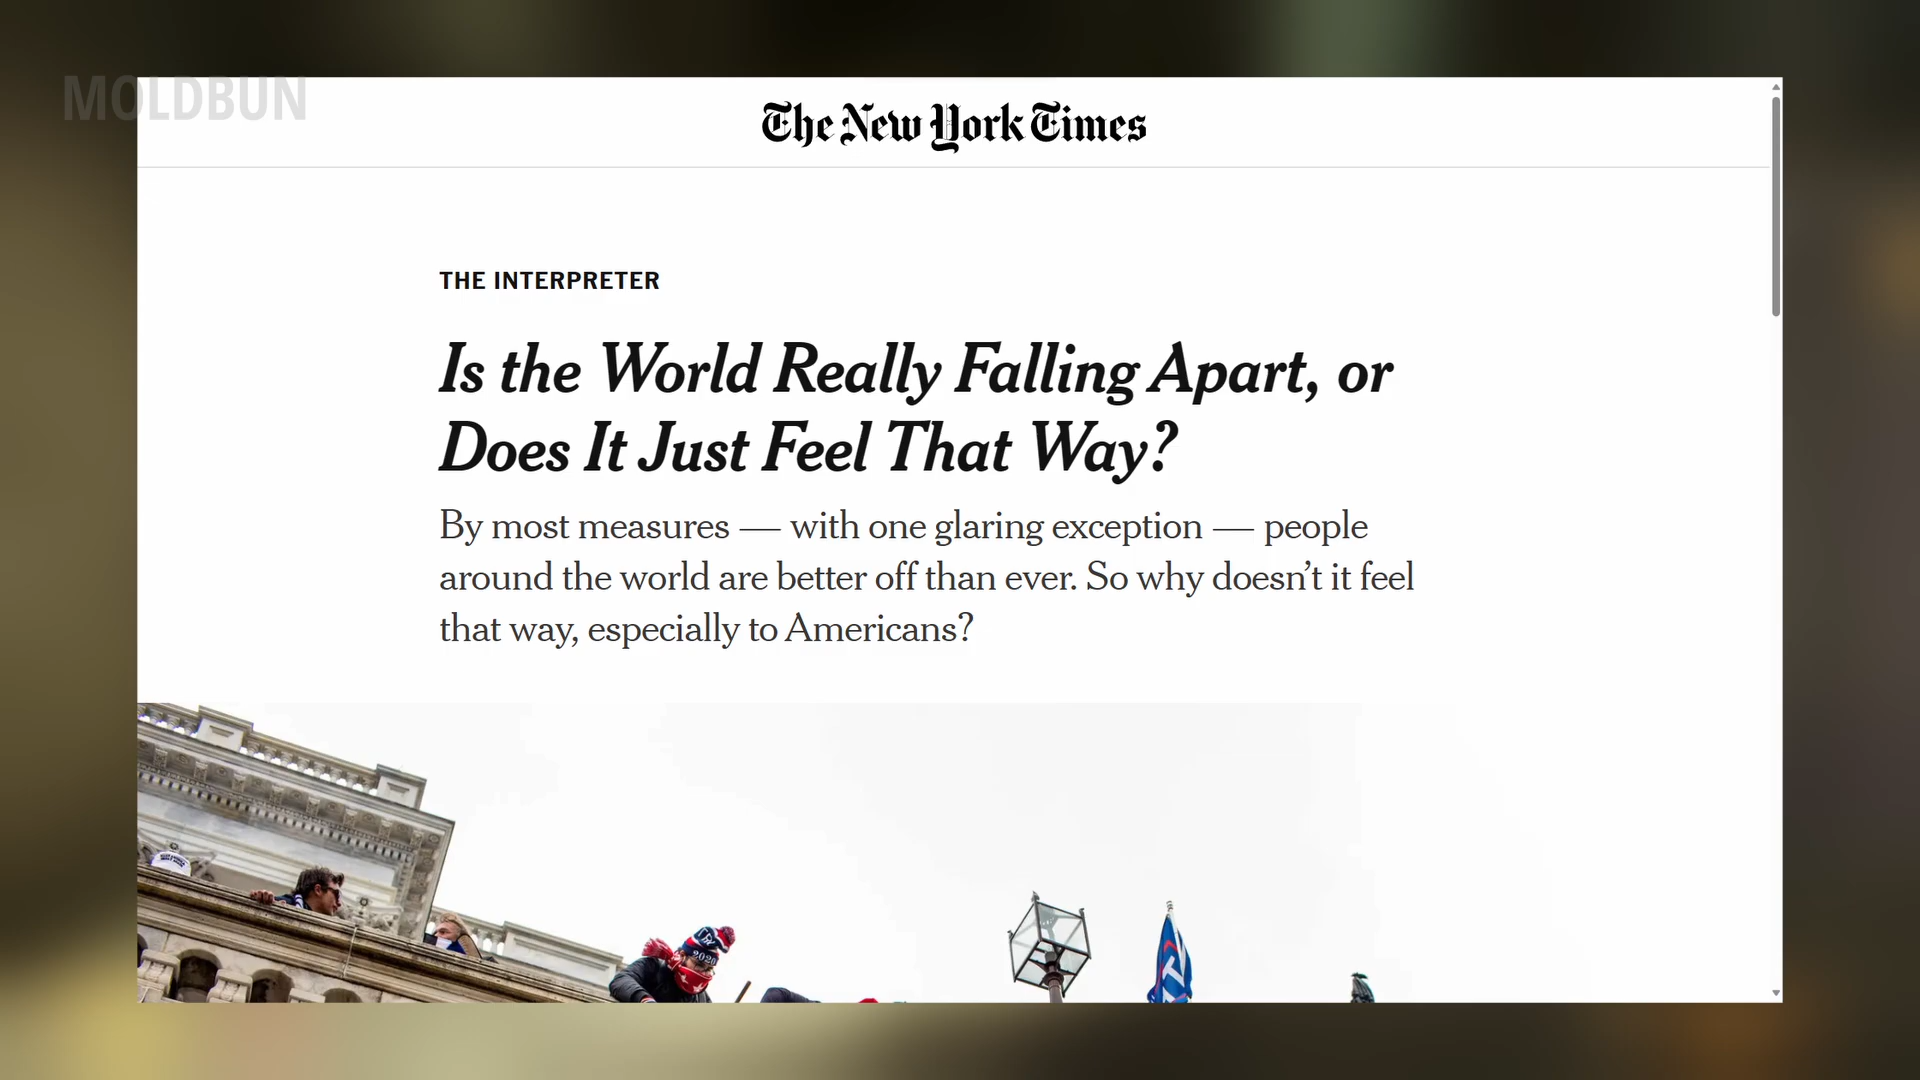 MOLDBUN
The New York Times
THE INTERPRETER
Is the World Really Falling Apart, or
Does It Just Feel That Way?
By most measures — with one glaring exception — people
around the world are better off than ever. So why doesn’t it feel
that way, especially to Americans?
2020